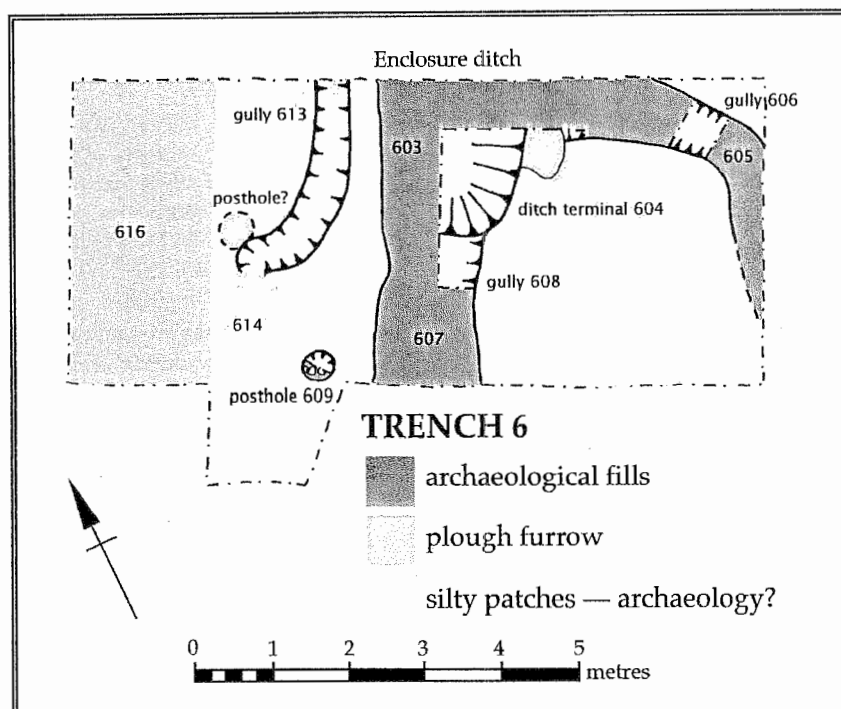 Enclosure ditch
gully 613
gully 606
603
605
posthole?
616
ditch terminal 604
gully 608
614
607
posthole 609
TRENCH 6
archaeological fills
plough furrow
silty patches — archaeology?
0 1 2 3 4 5
metres